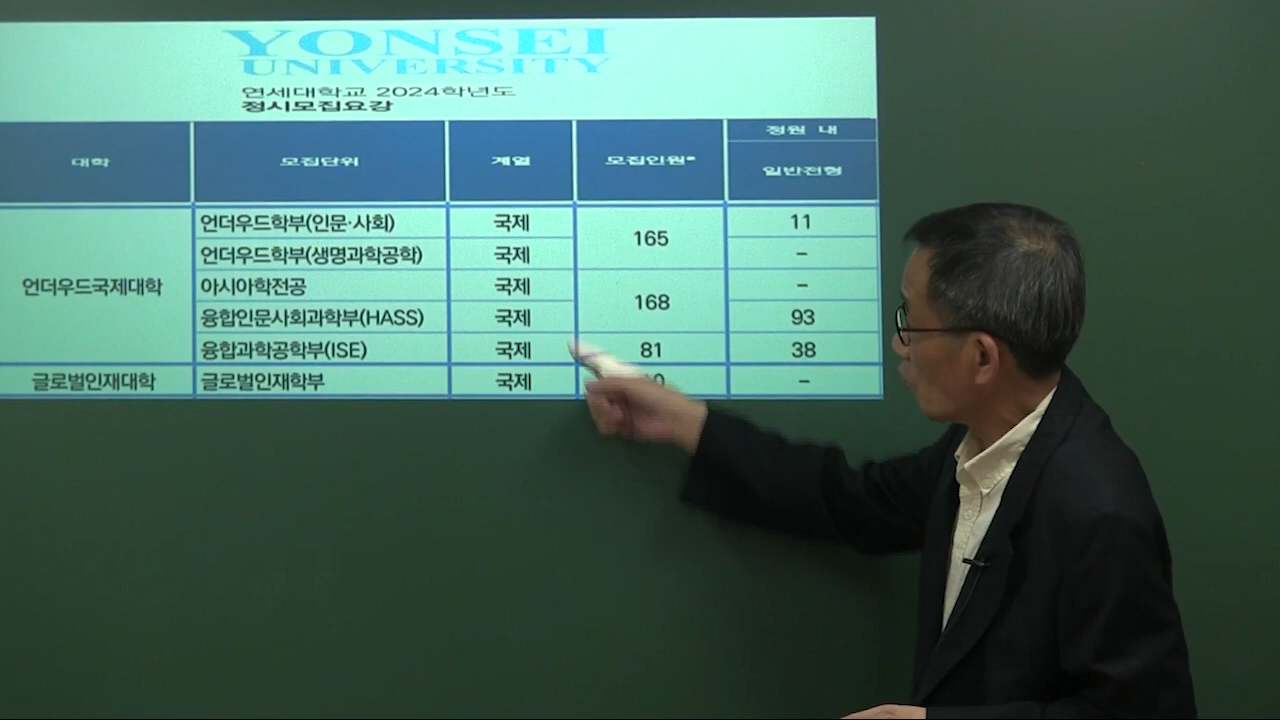 YONSEI
UNIVERSITY
연세대학교 2024학년도
정시모집요강
대학 모집단위 계열 모집인원* 정원 내
일반전형
언더우드국제대학 언더우드학부(인문·사회) 국제 165 11
언더우드학부(생명과학공학) 국제 –
아시아학전공 국제 168 –
융합인문사회과학부(HASS) 국제 93
융합과학공학부(ISE) 국제 81 38
글로벌인재대학 글로벌인재학부 국제 –